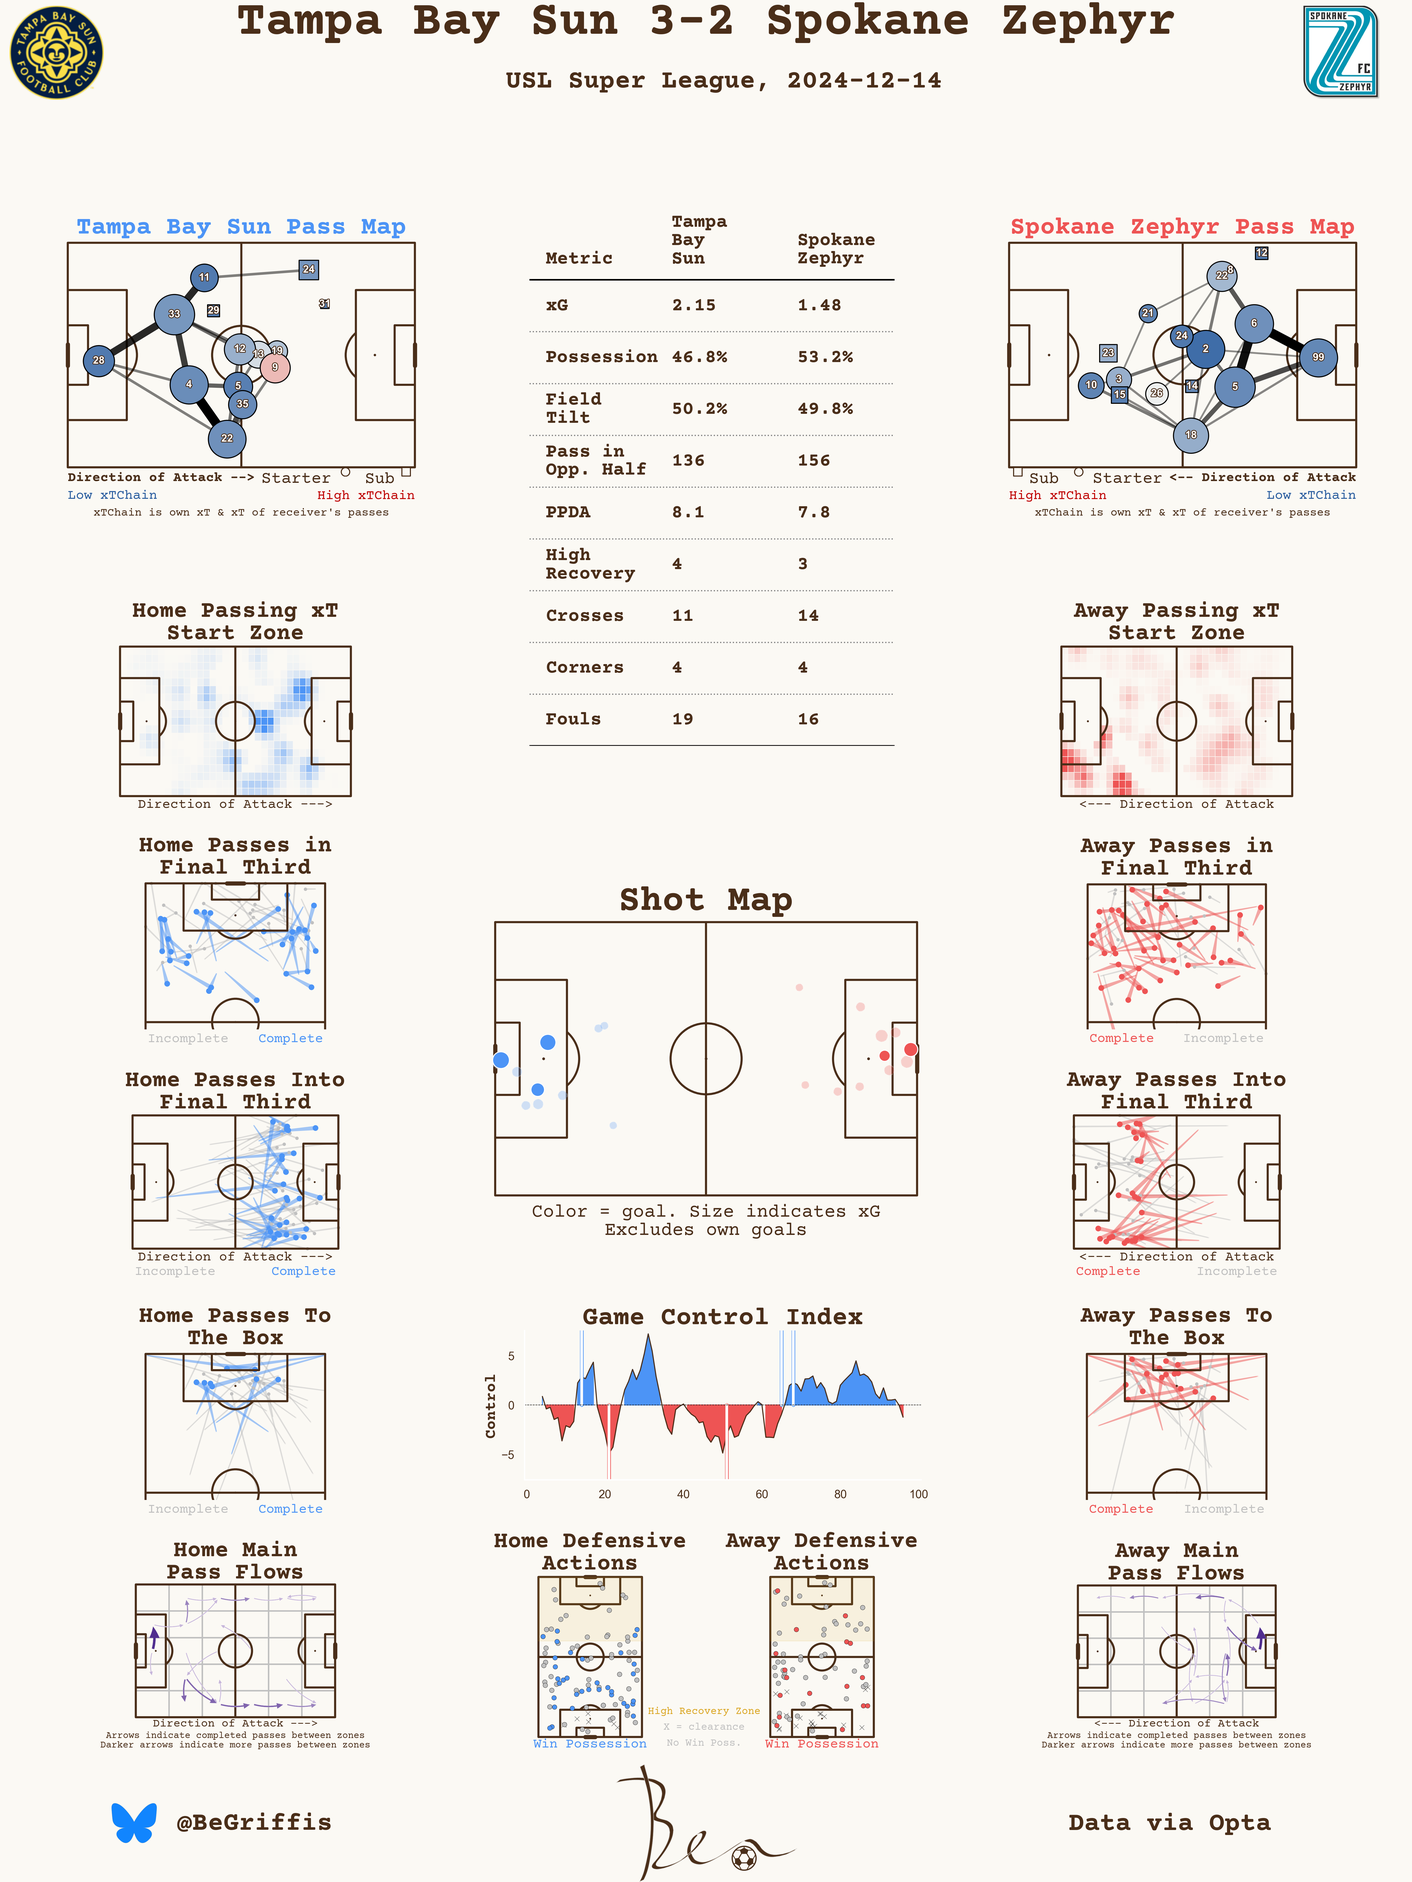 Tampa Bay Sun 3-2 Spokane Zephyr
USL Super League, 2024-12-14
TAMPA BAY SUN
FOOTBALL CLUB
SPOKANE
FC
ZEPHYR
Tampa Bay Sun Pass Map
11
24
29
31
33
28
12
13
19
9
4
5
35
22
Direction of Attack --> Starter Sub
Low xTChain High xTChain
xTChain is own xT & xT of receiver's passes
Metric Tampa Bay Sun Spokane Zephyr
xG 2.15 1.48
Possession 46.8% 53.2%
Field Tilt 50.2% 49.8%
Pass in Opp. Half 136 156
PPDA 8.1 7.8
High Recovery 4 3
Crosses 11 14
Corners 4 4
Fouls 19 16
Spokane Zephyr Pass Map
12
8
22
21
6
24
2
23
99
3
10
15
26
14
5
18
Sub Starter <-- Direction of Attack
High xTChain Low xTChain
xTChain is own xT & xT of receiver's passes
Home Passing xT
Start Zone
Direction of Attack --->
Away Passing xT
Start Zone
<--- Direction of Attack
Home Passes in
Final Third
Incomplete Complete
Away Passes in
Final Third
Complete Incomplete
Shot Map
Color = goal. Size indicates xG
Excludes own goals
Home Passes Into
Final Third
Direction of Attack --->
Incomplete Complete
Away Passes Into
Final Third
<--- Direction of Attack
Complete Incomplete
Home Passes To
The Box
Incomplete Complete
Game Control Index
Control
5
0
−5
0 20 40 60 80 100
Away Passes To
The Box
Complete Incomplete
Home Main
Pass Flows
Direction of Attack --->
Arrows indicate completed passes between zones
Darker arrows indicate more passes between zones
Home Defensive
Actions
Win Possession
Away Defensive
Actions
Win Possession
High Recovery Zone
X = clearance
No Win Poss.
Away Main
Pass Flows
<--- Direction of Attack
Arrows indicate completed passes between zones
Darker arrows indicate more passes between zones
@BeGriffis
Ben
Data via Opta